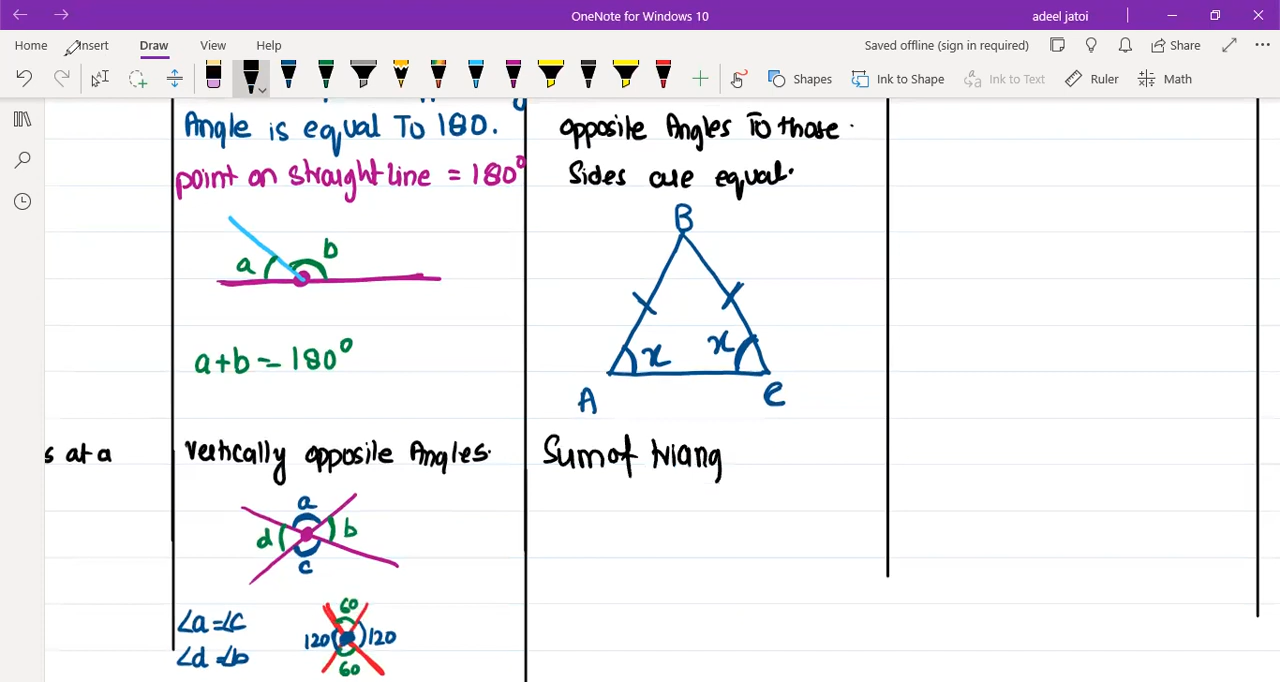 OneNote for Windows 10
adeel jatoi
Home
Insert
Draw
View
Help
Saved offline (sign in required)
Share
Shapes
Ink to Shape
Ink to Text
Ruler
Math
Angle is equal To 180.
point on straight line = 180°
a
b
a+b = 180°
opposite Angles To those.
Sides are equal.
B
x
x
A
C
s at a
Vertically opposite Angles.
a
d
b
c
∠a = ∠c
∠d = ∠b
60
120
120
60
Sum of triang